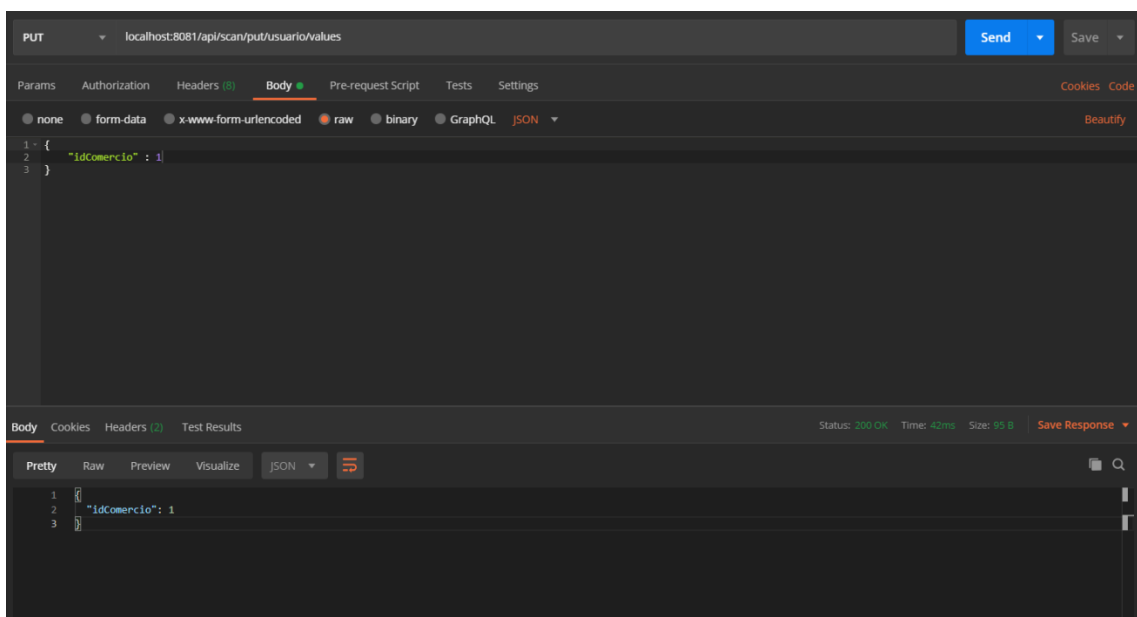 PUT localhost:8081/api/scan/put/usuario/values Send Save
Params Authorization Headers (8) Body Pre-request Script Tests Settings Cookies Code
none form-data x-www-form-urlencoded raw binary GraphQL JSON Beautify
1 {
2 "idComercio" : 1
3 }
Body Cookies Headers (2) Test Results Status: 200 OK Time: 42ms Size: 95 B Save Response
Pretty Raw Preview Visualize JSON
1 {
2 "idComercio": 1
3 }